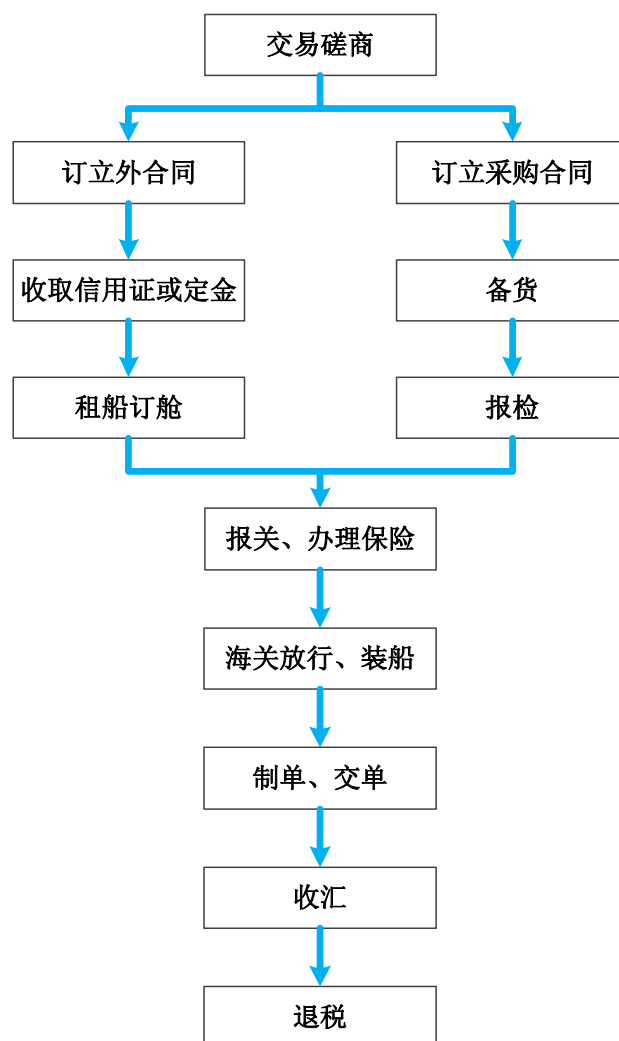 交易磋商
订立外合同
订立采购合同
收取信用证或定金
备货
租船订舱
报检
报关、办理保险
海关放行、装船
制单、交单
收汇
退税